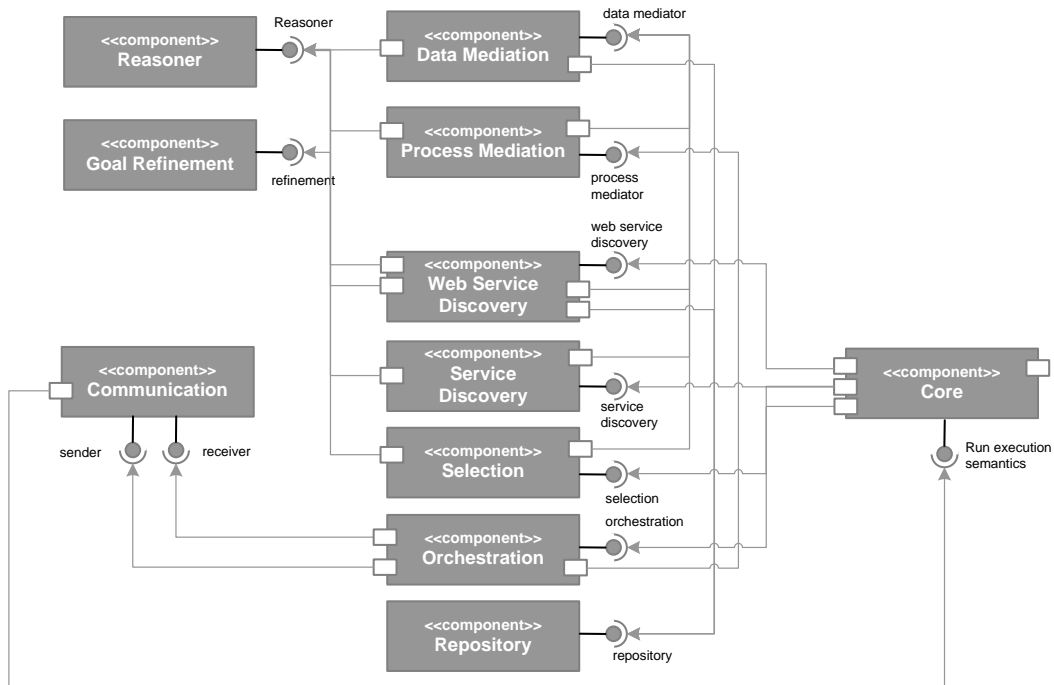 Reasoner
<<component>>
Reasoner
<<component>>
Data Mediation
data mediator
<<component>>
Goal Refinement
refinement
<<component>>
Process Mediation
process
mediator
web service
discovery
<<component>>
Web Service
Discovery
<<component>>
Communication
sender
receiver
<<component>>
Service
Discovery
service
discovery
<<component>>
Core
Run execution
semantics
<<component>>
Selection
selection
orchestration
<<component>>
Orchestration
<<component>>
Repository
repository